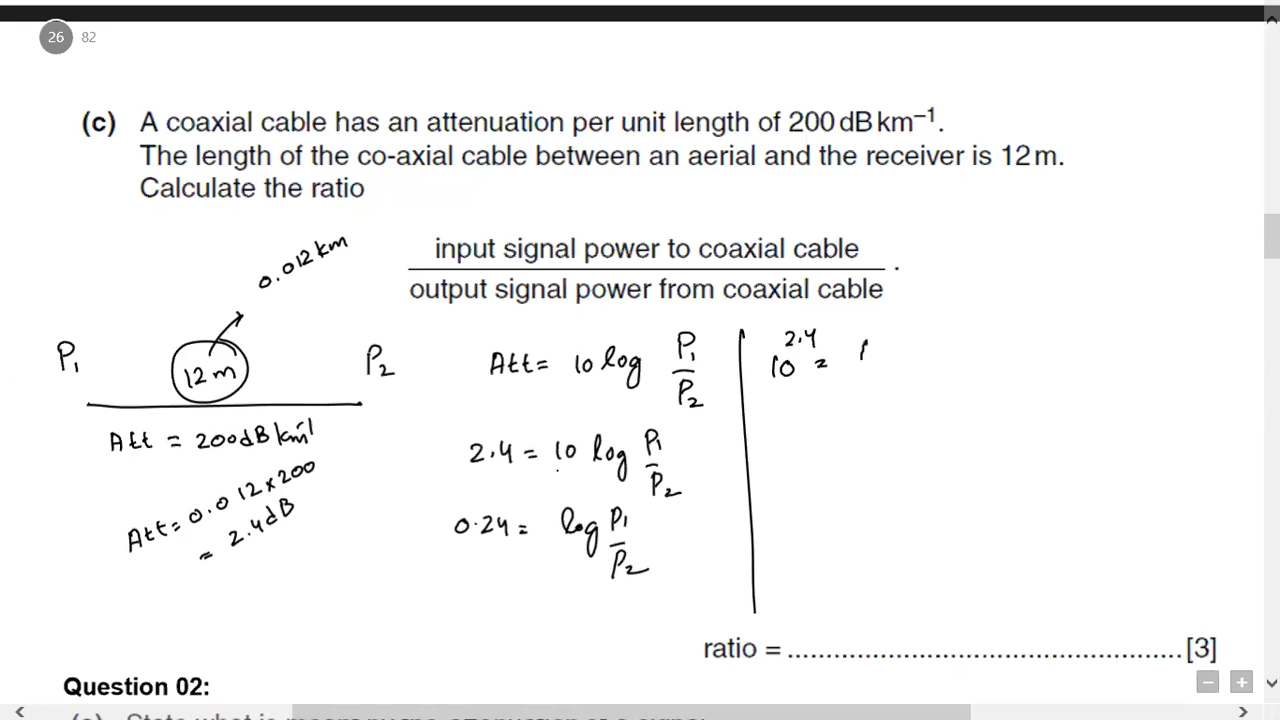 26 82
(c) A coaxial cable has an attenuation per unit length of 200 dB km⁻¹.
The length of the co-axial cable between an aerial and the receiver is 12 m.
Calculate the ratio
input signal power to coaxial cable
output signal power from coaxial cable .
0.012 km
P₁ 12 m P₂
Att = 200dB km⁻¹
Att = 0.012 × 200
= 2.4dB
Att = 10 log P₁/P₂
2.4 = 10 log P₁/P₂
0.24 = log P₁/P₂
10^2.4 =
ratio = .................................................... [3]
Question 02: